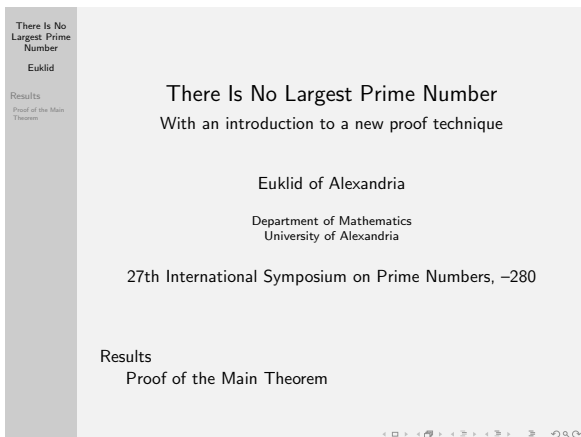 There Is No
Largest Prime
Number
Euklid
Results
Proof of the Main
Theorem
There Is No Largest Prime Number
With an introduction to a new proof technique
Euklid of Alexandria
Department of Mathematics
University of Alexandria
27th International Symposium on Prime Numbers, –280
Results
Proof of the Main Theorem